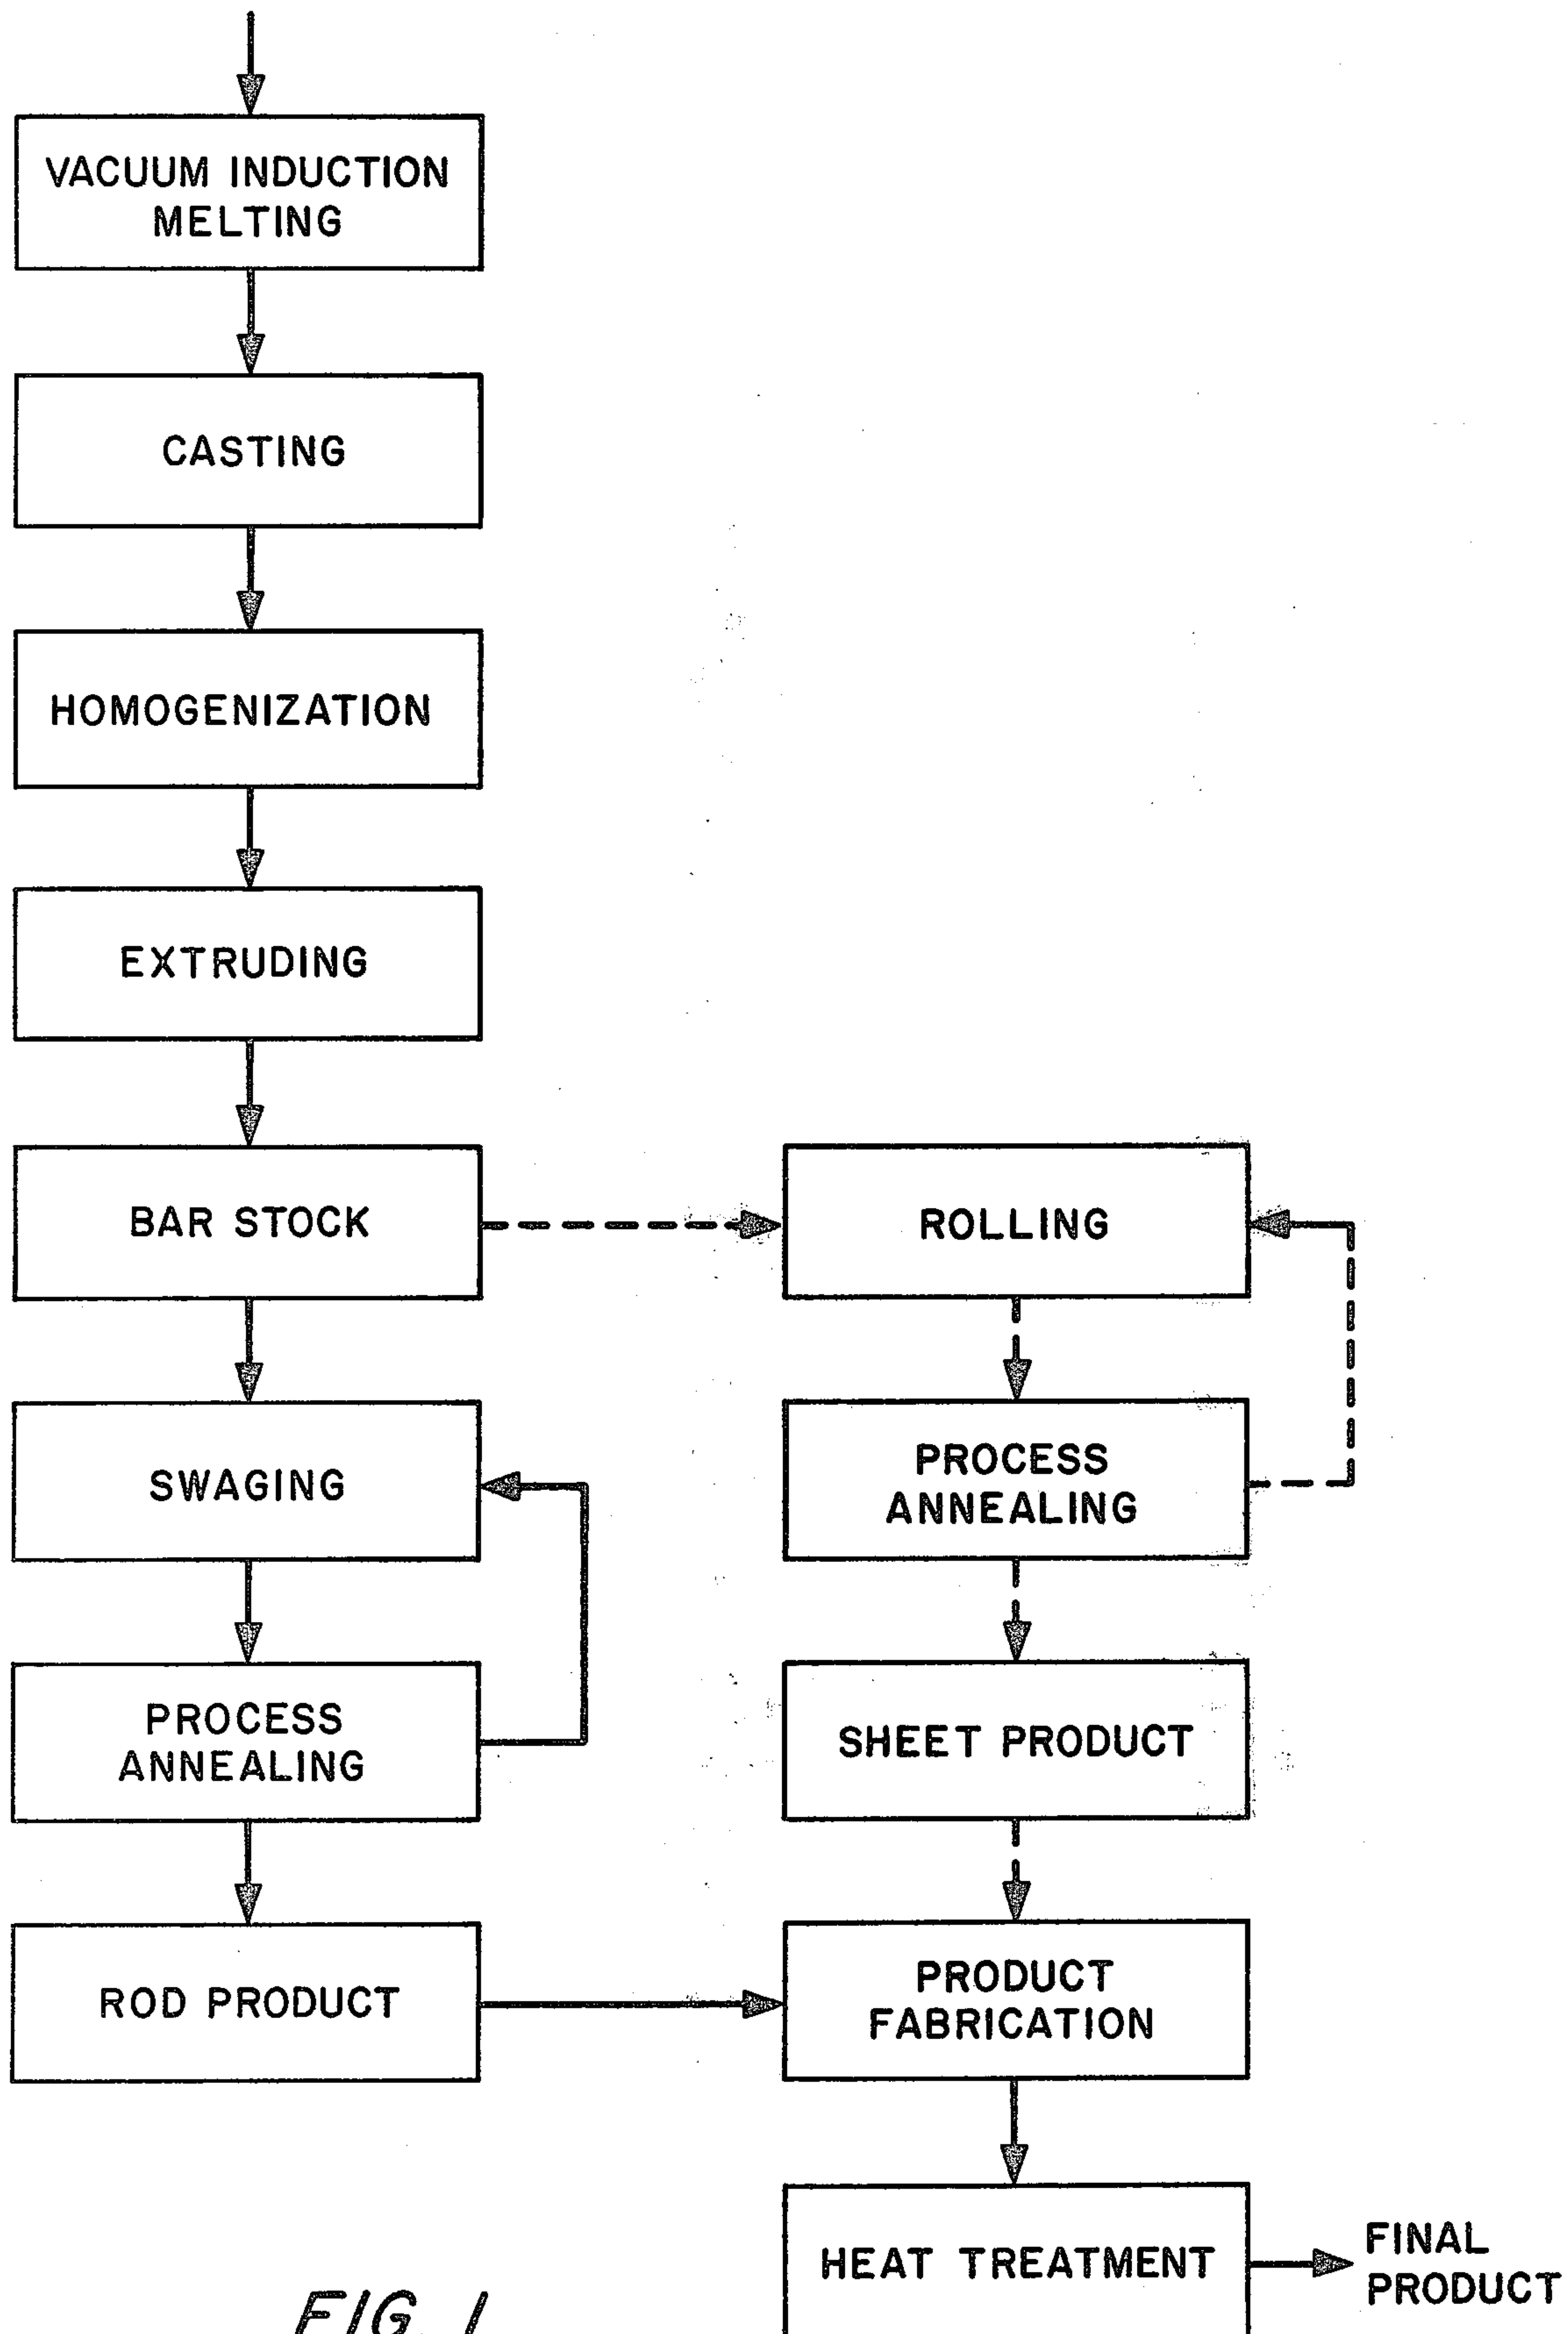 VACUUM INDUCTION
MELTING
CASTING
HOMOGENIZATION
EXTRUDING
BAR STOCK
SWAGING
PROCESS
ANNEALING
ROD PRODUCT
ROLLING
PROCESS
ANNEALING
SHEET PRODUCT
PRODUCT
FABRICATION
HEAT TREATMENT
FINAL
PRODUCT
FIG. 1